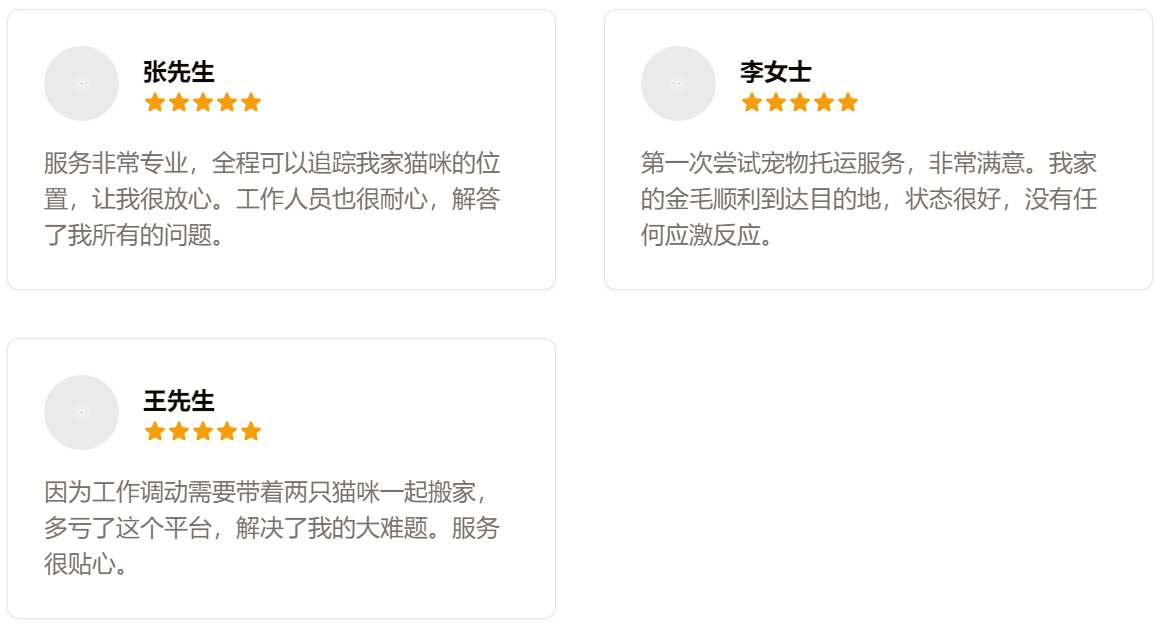 张先生
服务非常专业，全程可以追踪我家猫咪的位
置，让我很放心。工作人员也很耐心，解答
了我所有的问题。
李女士
第一次尝试宠物托运服务，非常满意。我家
的金毛顺利到达目的地，状态很好，没有任
何应激反应。
王先生
因为工作调动需要带着两只猫咪一起搬家，
多亏了这个平台，解决了我的大难题。服务
很贴心。